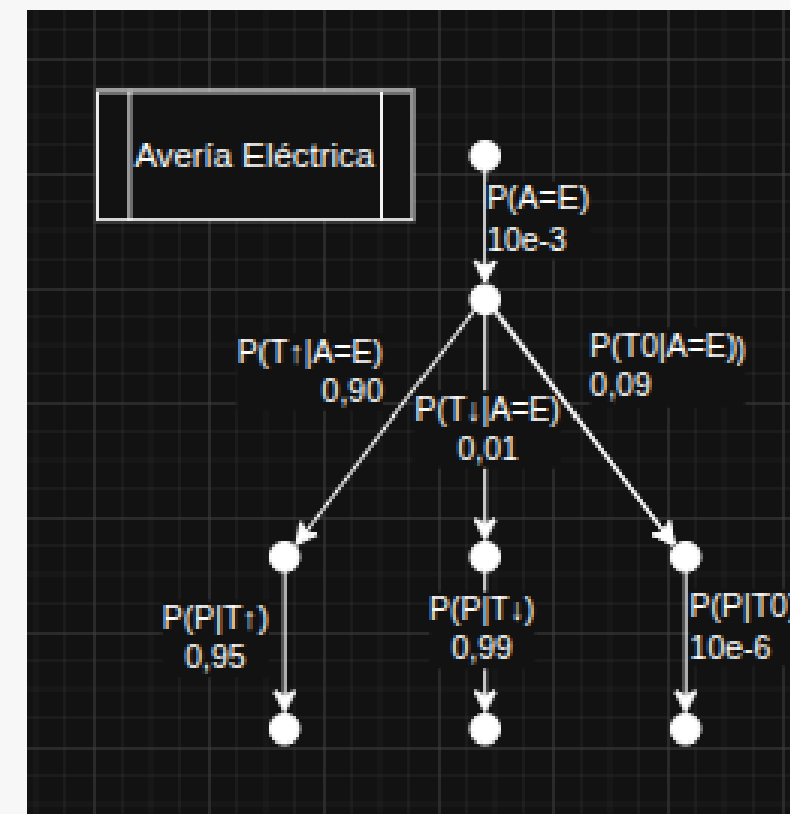 Avería Eléctrica
P(A=E)
10e-3
P(T↑|A=E)
0,90
P(T↓|A=E)
0,01
P(T0|A=E))
0,09
P(P|T↑)
0,95
P(P|T↓)
0,99
P(P|T0)
10e-6